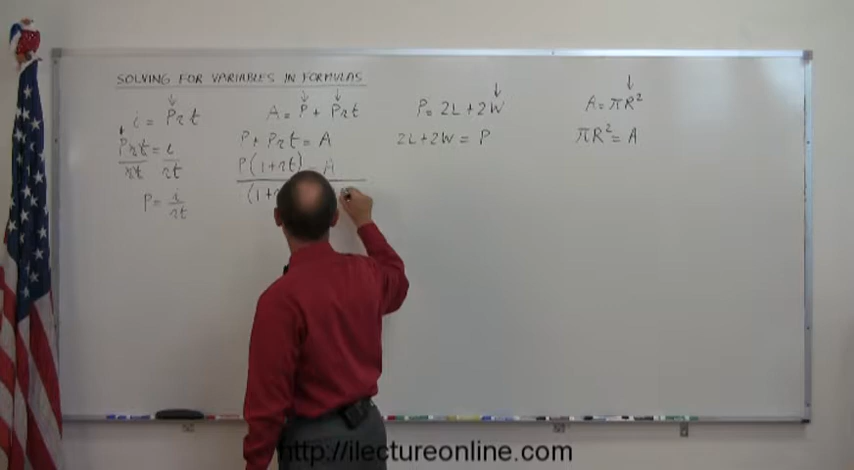 SOLVING FOR VARIABLES IN FORMULAS
i = Prt
Prt = i
rt rt
P = i
rt
A = P + Prt
P + Prt = A
P(1+rt) = A
(1+
P = 2L + 2W
2L + 2W = P
A = πR²
πR² = A
http://ilectureonline.com